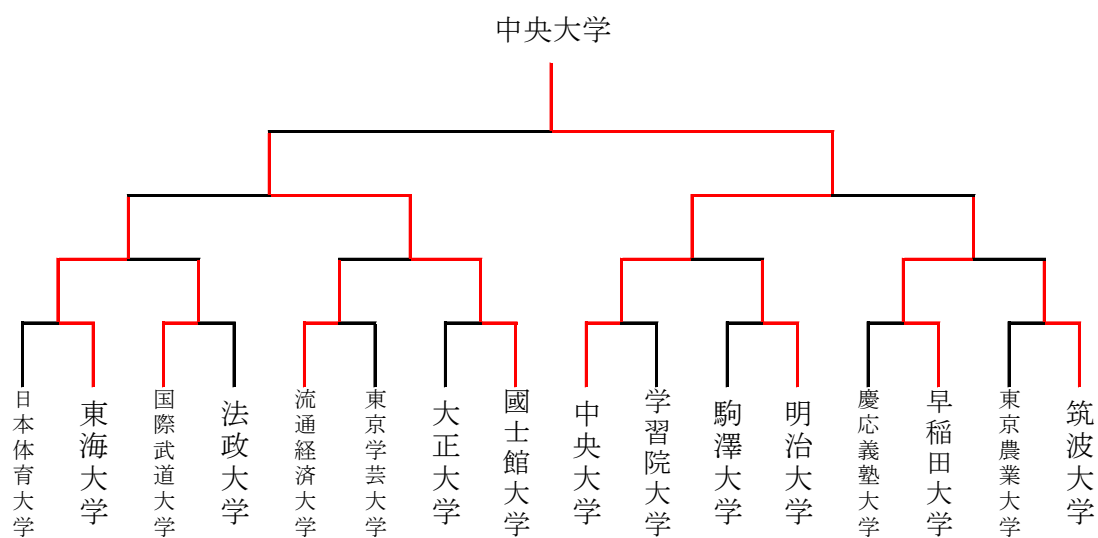 中央大学
日本体育大学
東海大学
国際武道大学
法政大学
流通経済大学
東京学芸大学
大正大学
國士館大学
中央大学
学習院大学
駒澤大学
明治大学
慶応義塾大学
早稲田大学
東京農業大学
筑波大学